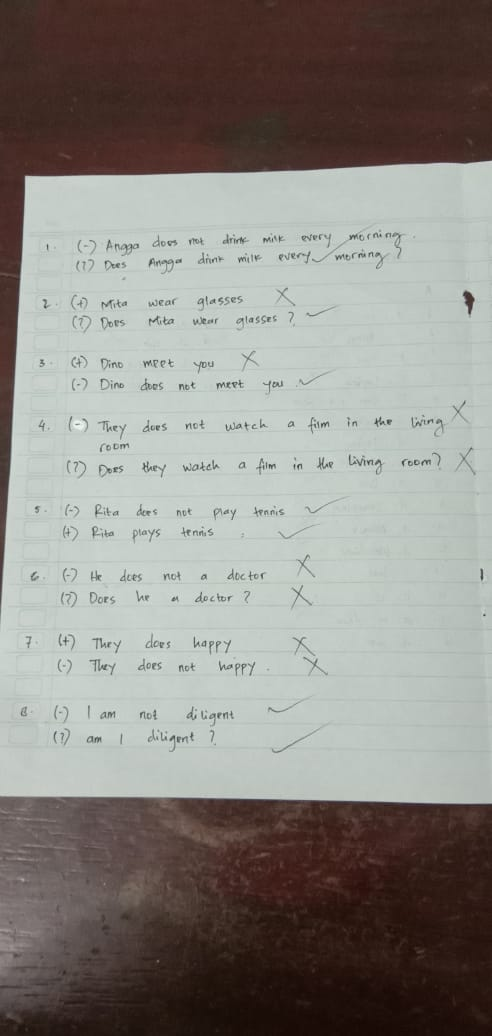 1. (-) Angga does not drink milk every morning.
(?) Does Angga drink milk every morning?
2. (+) Mita wear glasses
(?) Does Mita wear glasses?
3. (+) Dino meet you
(-) Dino does not meet you.
4. (-) They does not watch a film in the living
room
(?) Does they watch a film in the living room?
5. (-) Rita does not play tennis
(+) Rita plays tennis.
6. (-) He does not a doctor
(?) Does he a doctor?
7. (+) They does happy
(-) They does not happy.
8. (-) I am not diligent
(?) am I diligent?